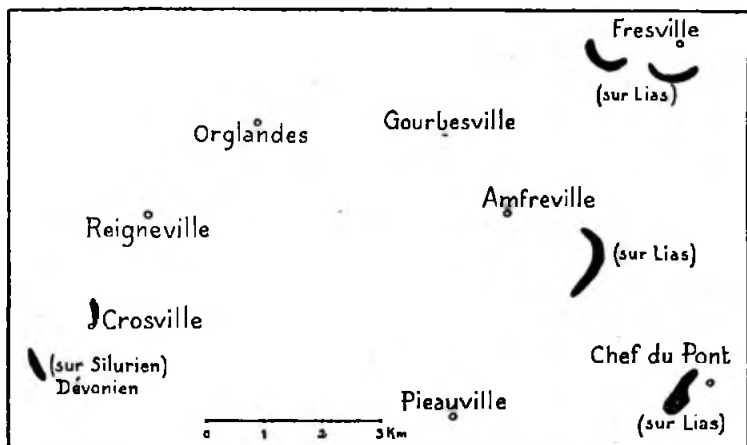 Fresville
(sur Lias)
Orglandes
Gourbesville
Amfreville
Reigneville
(sur Lias)
Crosville
(sur Silurien)
Dévonien
Chef du Pont
Pieauville
(sur Lias)
0 1 2 3 Km